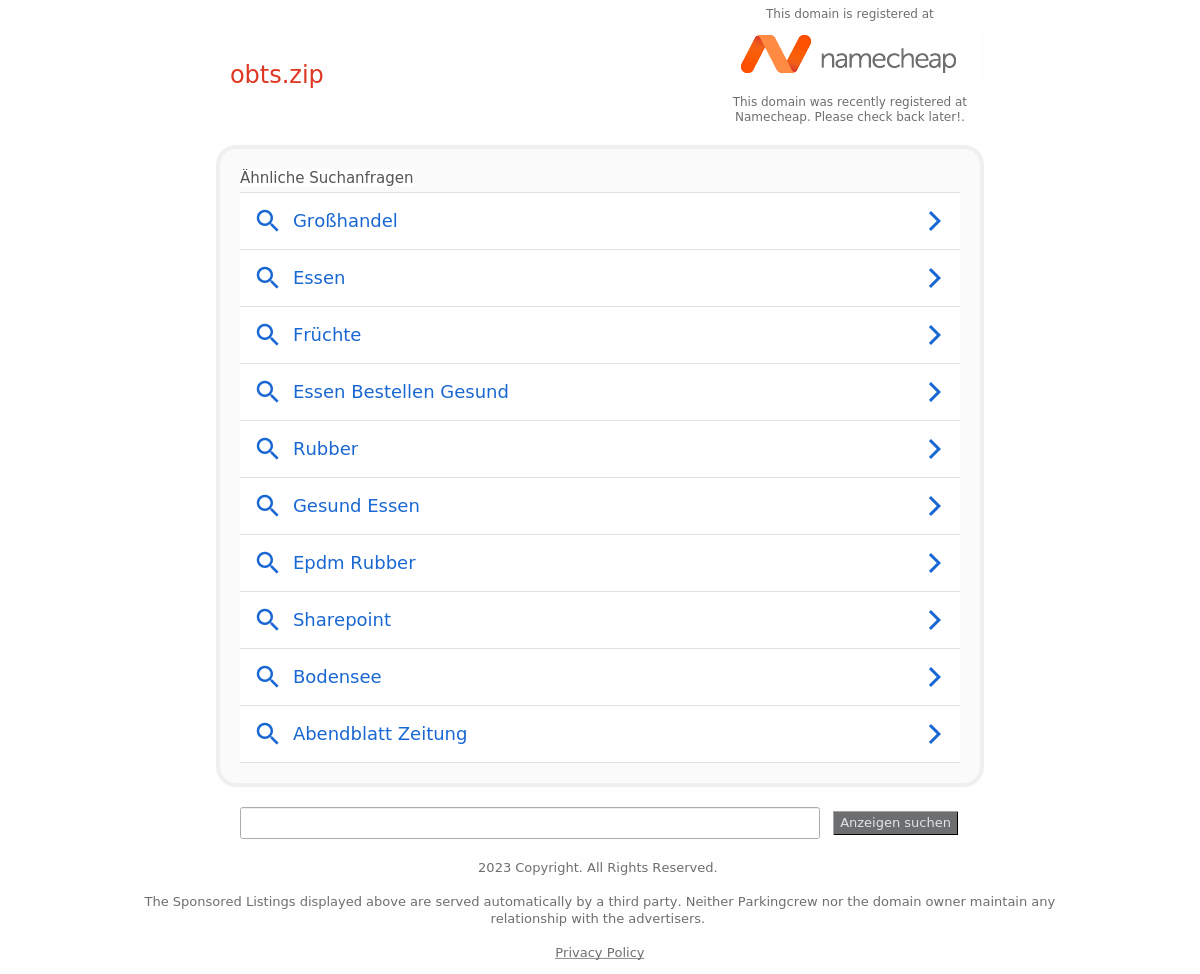 This domain is registered at
namecheap
obts.zip
This domain was recently registered at
Namecheap. Please check back later!.
Ähnliche Suchanfragen
Großhandel
Essen
Früchte
Essen Bestellen Gesund
Rubber
Gesund Essen
Epdm Rubber
Sharepoint
Bodensee
Abendblatt Zeitung
Anzeigen suchen
2023 Copyright. All Rights Reserved.
The Sponsored Listings displayed above are served automatically by a third party. Neither Parkingcrew nor the domain owner maintain any
relationship with the advertisers.
Privacy Policy